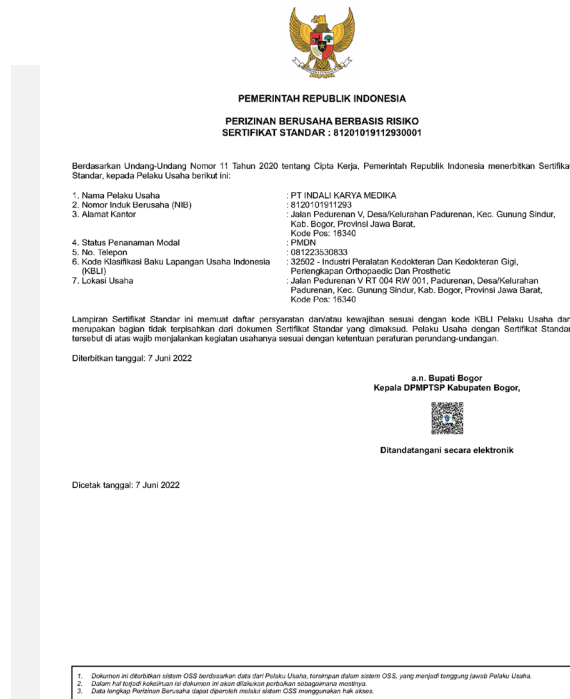 PEMERINTAH REPUBLIK INDONESIA
PERIZINAN BERUSAHA BERBASIS RISIKO
SERTIFIKAT STANDAR : 81201019112930001
Berdasarkan Undang-Undang Nomor 11 Tahun 2020 tentang Cipta Kerja, Pemerintah Republik Indonesia menerbitkan Sertifikat
Standar, kepada Pelaku Usaha berikut ini:
1. Nama Pelaku Usaha : PT INDALI KARYA MEDIKA
2. Nomor Induk Berusaha (NIB) : 8120101911293
3. Alamat Kantor : Jalan Pedurenan V, Desa/Kelurahan Padurenan, Kec. Gunung Sindur,
Kab. Bogor, Provinsi Jawa Barat,
Kode Pos: 16340
4. Status Penanaman Modal : PMDN
5. No. Telepon : 081223530833
6. Kode Klasifikasi Baku Lapangan Usaha Indonesia : 32502 - Industri Peralatan Kedokteran Dan Kedokteran Gigi,
(KBLI) Perlengkapan Orthopaedic Dan Prosthetic
7. Lokasi Usaha : Jalan Pedurenan V RT 004 RW 001, Padurenan, Desa/Kelurahan
Padurenan, Kec. Gunung Sindur, Kab. Bogor, Provinsi Jawa Barat,
Kode Pos: 16340
Lampiran Sertifikat Standar ini memuat daftar persyaratan dan/atau kewajiban sesuai dengan kode KBLI Pelaku Usaha dan
merupakan bagian tidak terpisahkan dari dokumen Sertifikat Standar yang dimaksud. Pelaku Usaha dengan Sertifikat Standar
tersebut di atas wajib menjalankan kegiatan usahanya sesuai dengan ketentuan peraturan perundang-undangan.
Diterbitkan tanggal: 7 Juni 2022
a.n. Bupati Bogor
Kepala DPMPTSP Kabupaten Bogor,
Ditandatangani secara elektronik
Dicetak tanggal: 7 Juni 2022
1. Dokumen ini diterbitkan sistem OSS berdasarkan data dari Pelaku Usaha, tersimpan dalam sistem OSS, yang menjadi tanggung jawab Pelaku Usaha.
2. Dalam hal terjadi kekeliruan isi dokumen ini akan dilakukan perbaikan sebagaimana mestinya.
3. Data lengkap Perizinan Berusaha dapat diperoleh melalui sistem OSS menggunakan hak akses.